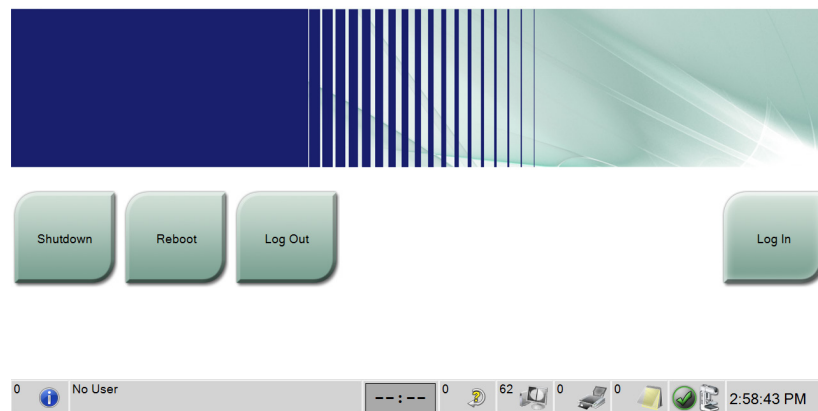 Shutdown
Reboot
Log Out
Log In
0
No User
--:--
0
62
0
0
2:58:43 PM